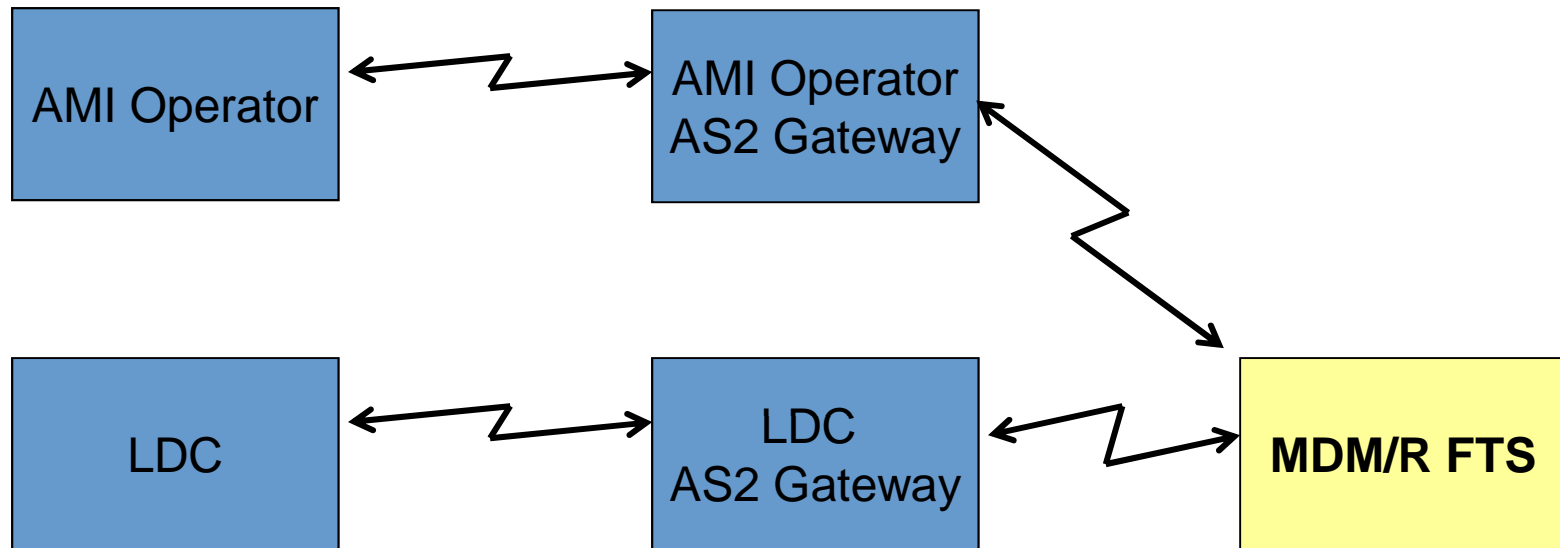 AMI Operator
AMI Operator
AS2 Gateway
LDC
LDC
AS2 Gateway
MDM/R FTS